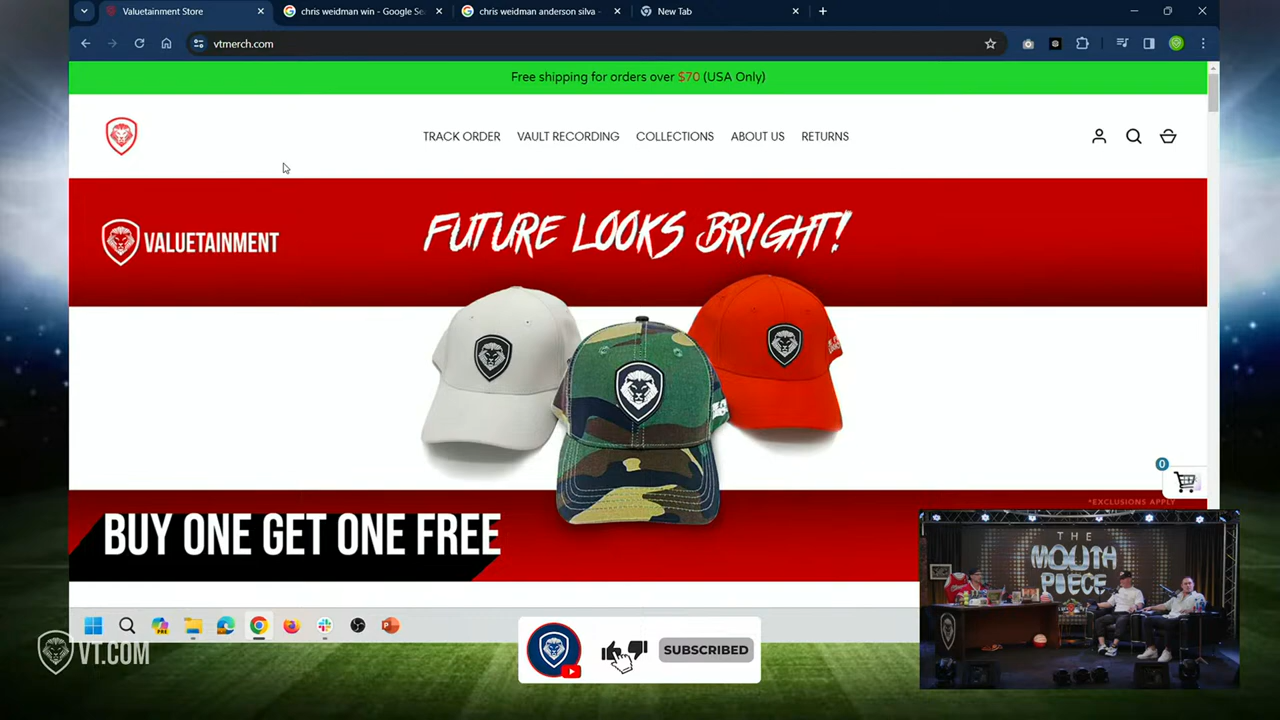 Valuetainment Store
chris weidman win - Google Se
chris weidman anderson silva -
New Tab
vtmerch.com
Free shipping for orders over $70 (USA Only)
TRACK ORDER
VAULT RECORDING
COLLECTIONS
ABOUT US
RETURNS
VALUETAINMENT
FUTURE LOOKS BRIGHT!
0
*EXCLUSIONS APPLY
BUY ONE GET ONE FREE
THE
MOUTH
PIECE
PRE
VT.COM
SUBSCRIBED